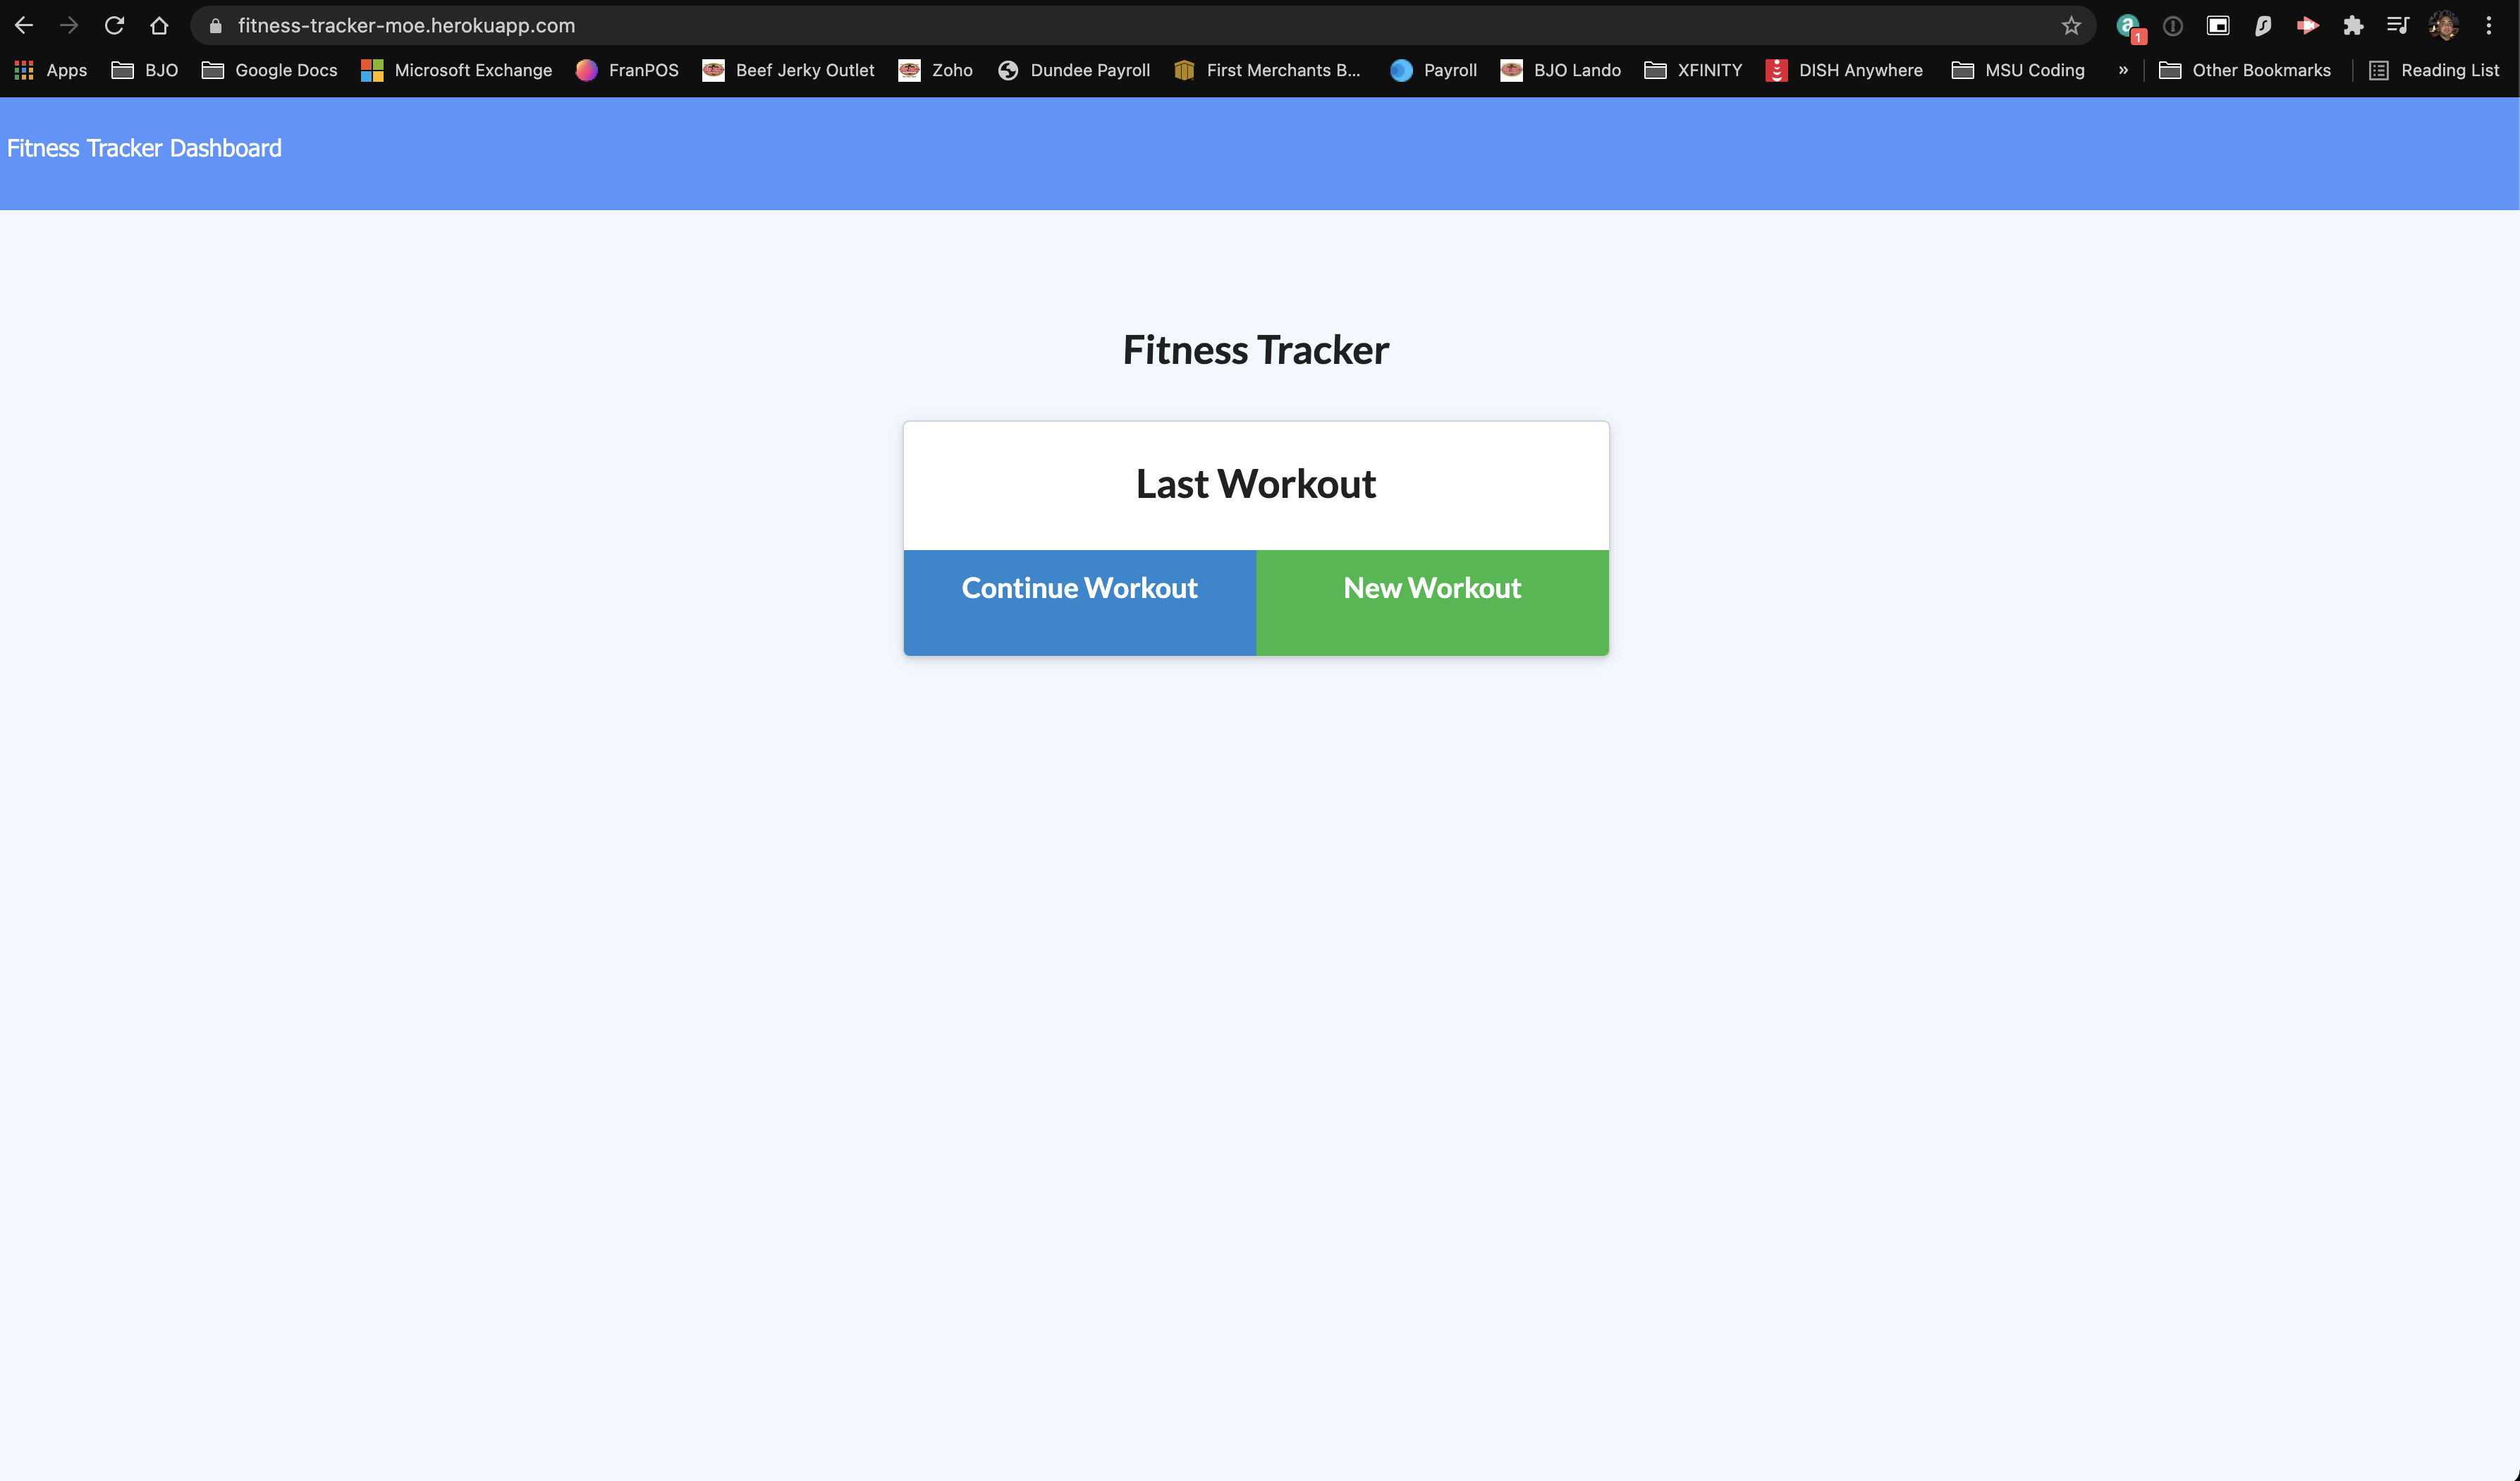 fitness-tracker-moe.herokuapp.com
1
Apps BJO Google Docs Microsoft Exchange FranPOS Beef Jerky Outlet Zoho Dundee Payroll First Merchants B... Payroll BJO Lando XFINITY DISH Anywhere MSU Coding » Other Bookmarks Reading List
Fitness Tracker Dashboard
Fitness Tracker
Last Workout
Continue Workout New Workout